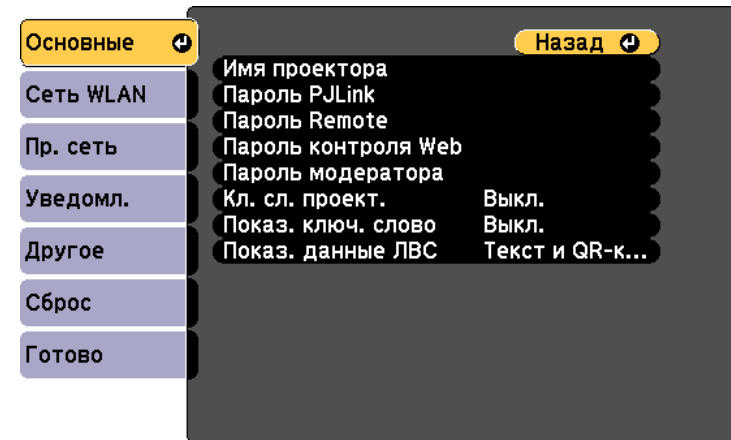 Основные
Сеть WLAN
Пр. сеть
Уведомл.
Другое
Сброс
Готово
Назад
Имя проектора
Пароль PJLink
Пароль Remote
Пароль контроля Web
Пароль модератора
Кл. сл. проект. Выкл.
Показ. ключ. слово Выкл.
Показ. данные ЛВС Текст и QR-к...